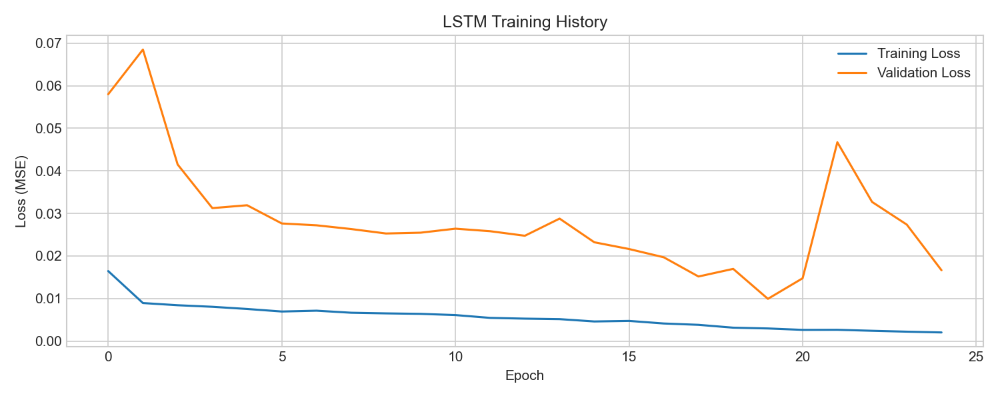 LSTM Training History
Training Loss
Validation Loss
0.07
0.06
0.05
0.04
0.03
0.02
0.01
0.00
Loss (MSE)
0 5 10 15 20 25
Epoch